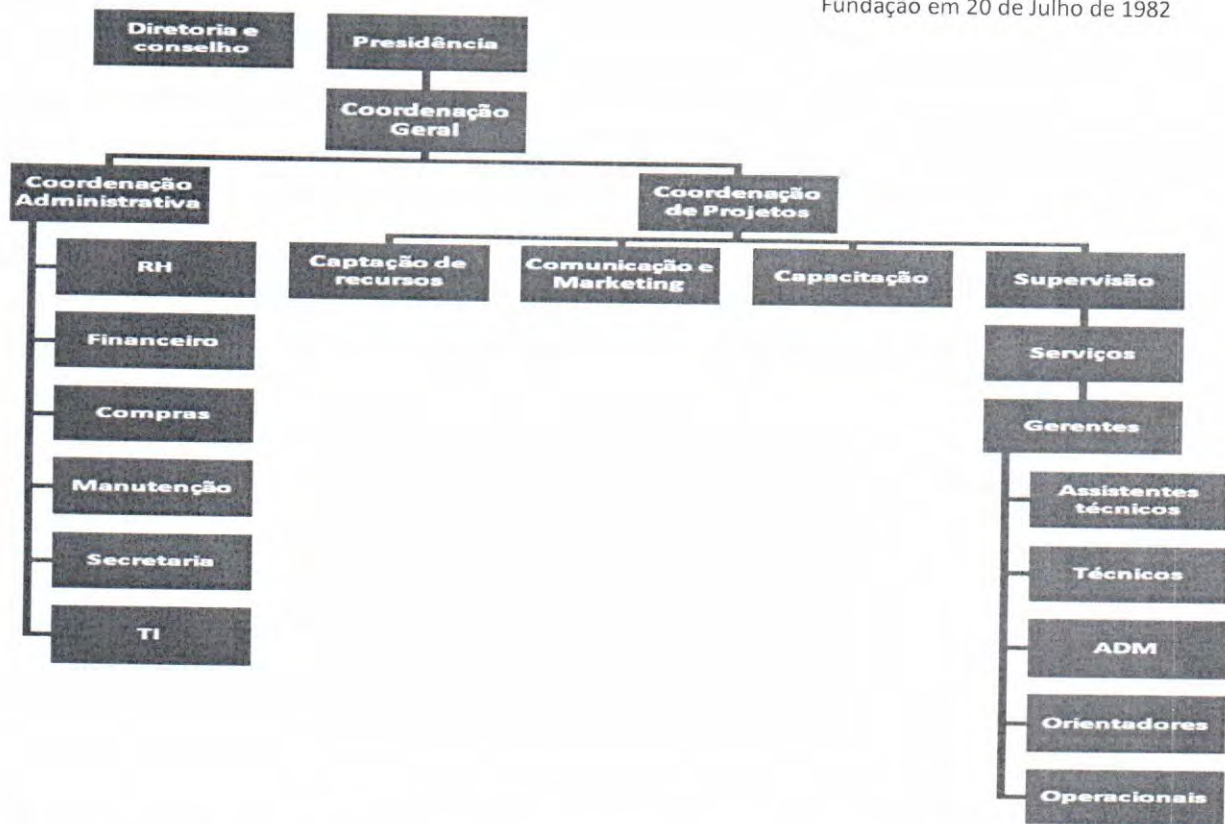 Fundação em 20 de Julho de 1982
Diretoria e
conselho
Presidência
Coordenação
Geral
Coordenação
Administrativa
Coordenação
de Projetos
RH
Financeiro
Compras
Manutenção
Secretaria
TI
Captação de
recursos
Comunicação e
Marketing
Capacitação
Supervisão
Serviços
Gerentes
Assistentes
técnicos
Técnicos
ADM
Orientadores
Operacionais